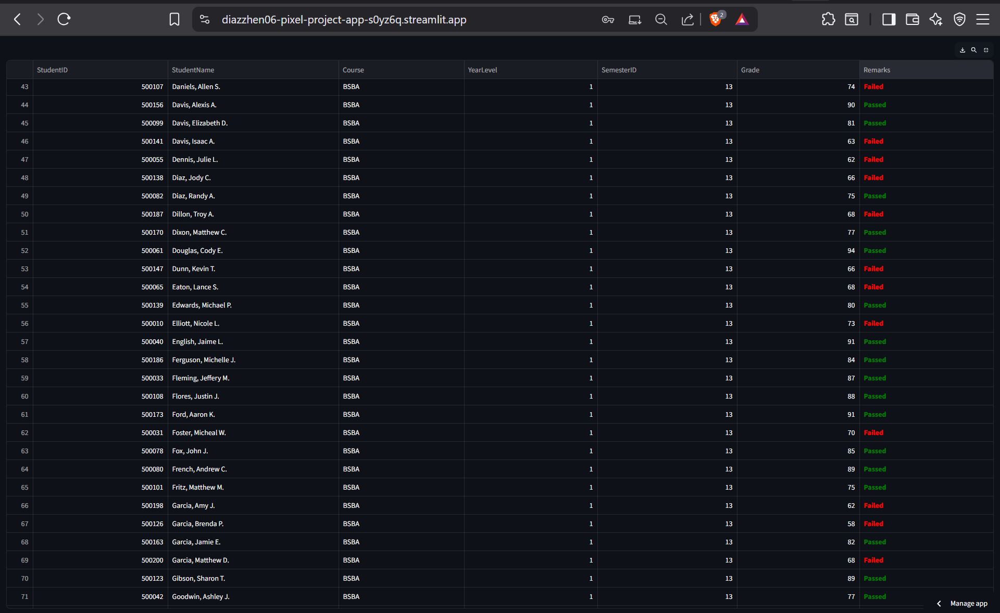 diazzhen06-pixel-project-app-s0yz6q.streamlit.app 2
StudentID StudentName Course YearLevel SemesterID Grade Remarks
43 500107 Daniels, Allen S. BSBA 1 13 74 Failed
44 500156 Davis, Alexis A. BSBA 1 13 90 Passed
45 500099 Davis, Elizabeth D. BSBA 1 13 81 Passed
46 500141 Davis, Isaac A. BSBA 1 13 63 Failed
47 500055 Dennis, Julie L. BSBA 1 13 62 Failed
48 500138 Diaz, Jody C. BSBA 1 13 66 Failed
49 500082 Diaz, Randy A. BSBA 1 13 75 Passed
50 500187 Dillon, Troy A. BSBA 1 13 68 Failed
51 500170 Dixon, Matthew C. BSBA 1 13 77 Passed
52 500061 Douglas, Cody E. BSBA 1 13 94 Passed
53 500147 Dunn, Kevin T. BSBA 1 13 66 Failed
54 500065 Eaton, Lance S. BSBA 1 13 68 Failed
55 500139 Edwards, Michael P. BSBA 1 13 80 Passed
56 500010 Elliott, Nicole L. BSBA 1 13 73 Failed
57 500040 English, Jaime L. BSBA 1 13 91 Passed
58 500186 Ferguson, Michelle J. BSBA 1 13 84 Passed
59 500033 Fleming, Jeffery M. BSBA 1 13 87 Passed
60 500108 Flores, Justin J. BSBA 1 13 88 Passed
61 500173 Ford, Aaron K. BSBA 1 13 91 Passed
62 500031 Foster, Micheal W. BSBA 1 13 70 Failed
63 500078 Fox, John J. BSBA 1 13 85 Passed
64 500080 French, Andrew C. BSBA 1 13 89 Passed
65 500101 Fritz, Matthew M. BSBA 1 13 75 Passed
66 500198 Garcia, Amy J. BSBA 1 13 62 Failed
67 500126 Garcia, Brenda P. BSBA 1 13 58 Failed
68 500163 Garcia, Jamie E. BSBA 1 13 82 Passed
69 500200 Garcia, Matthew D. BSBA 1 13 68 Failed
70 500123 Gibson, Sharon T. BSBA 1 13 89 Passed
71 500042 Goodwin, Ashley J. BSBA 1 13 77 Passed
Manage app